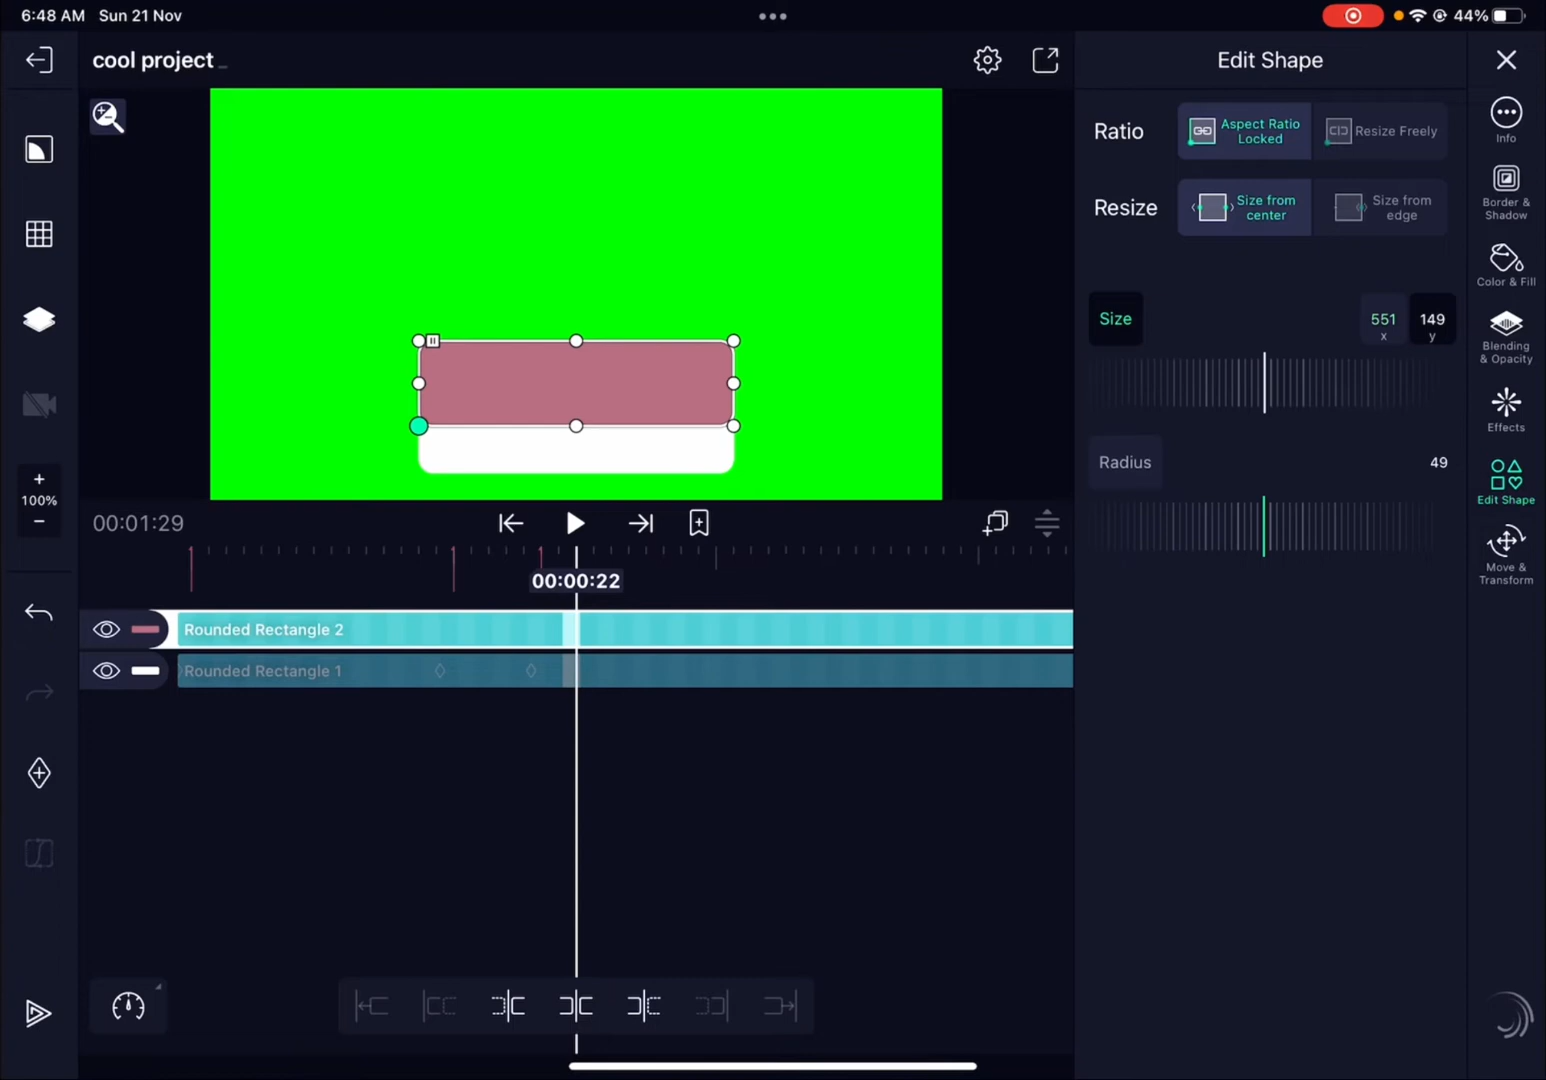 6:48 AM Sun 21 Nov
44%
cool project
Edit Shape
Ratio
Aspect Ratio
Locked
Resize Freely
Info
Resize
Size from
center
Size from
edge
Border &
Shadow
Color & Fill
Size
551
x
149
y
Blending
& Opacity
Effects
Radius
49
Edit Shape
Move &
Transform
+
100%
−
00:01:29
00:00:22
Rounded Rectangle 2
Rounded Rectangle 1